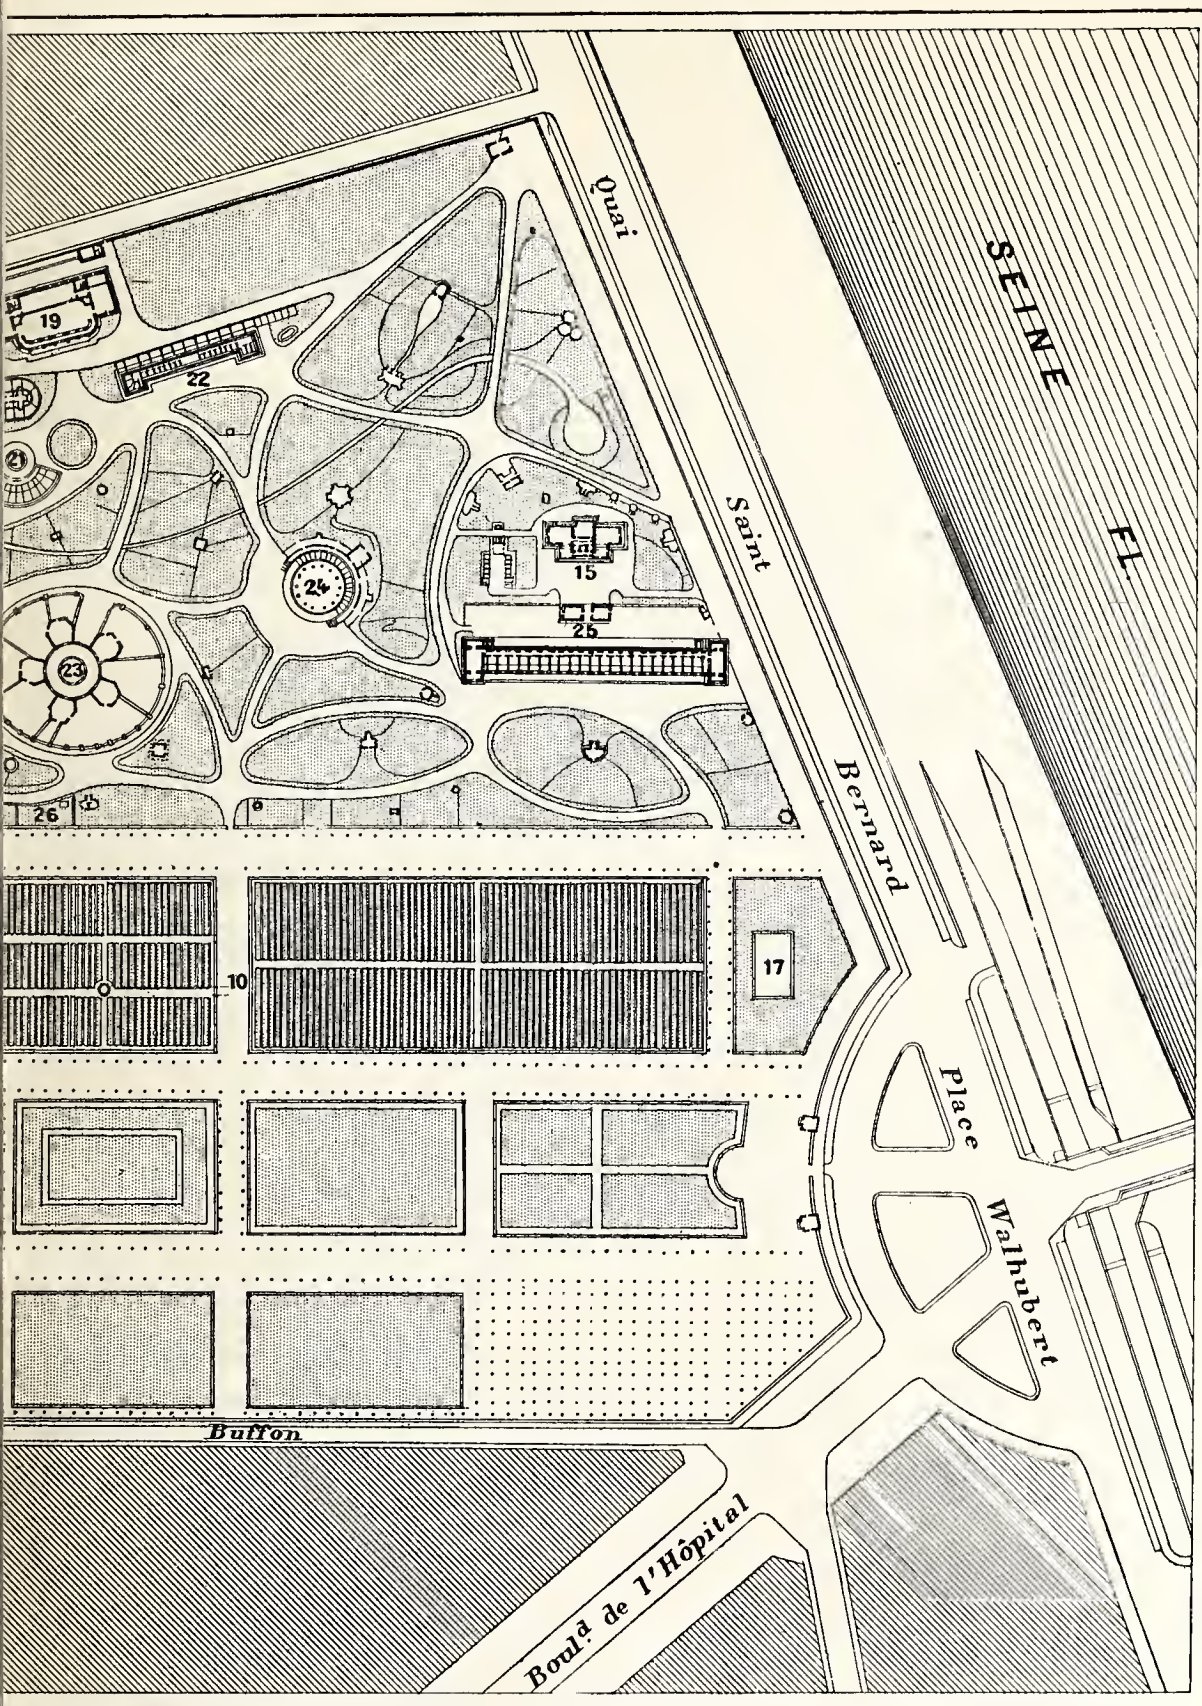 Quai
Saint
Bernard
SEINE
FL.
19
22
21
24
15
25
23
26
10
17
Place
Walhubert
Buffon
Boul.d de l'Hôpital